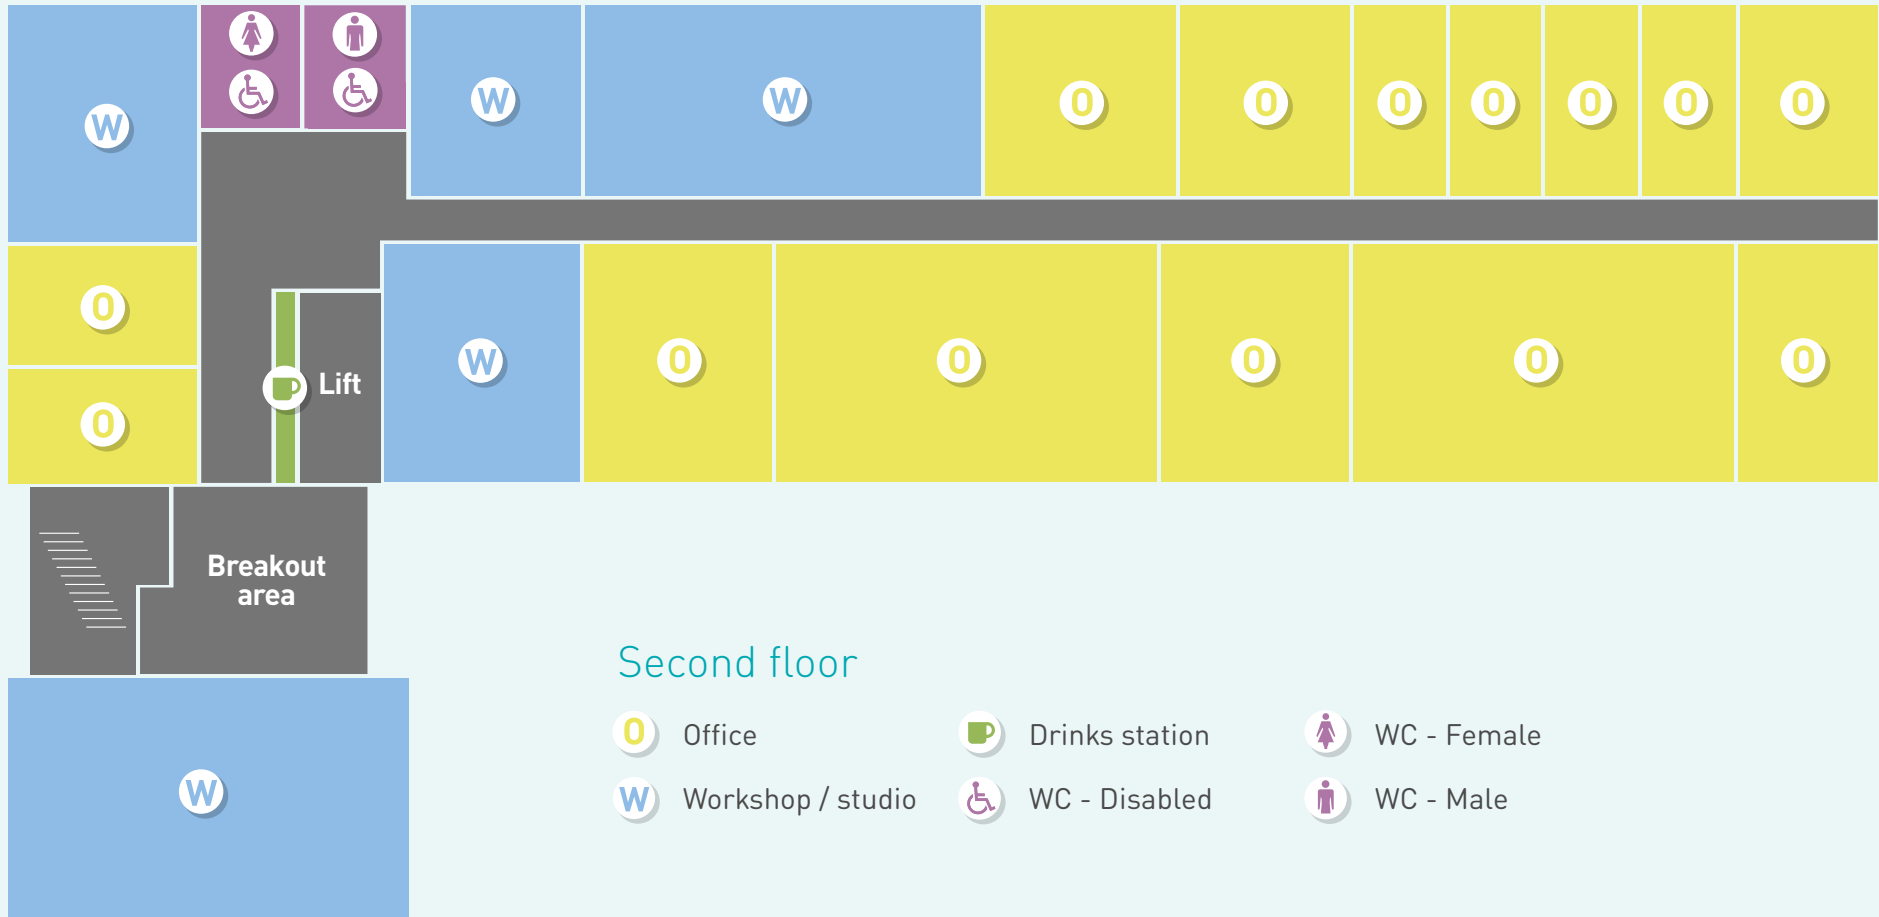 W W W O O O O O O O
O
O
W O O O O O
Lift
Breakout
area
W
Second floor
O Office
W Workshop / studio
Drinks station
WC - Disabled
WC - Female
WC - Male